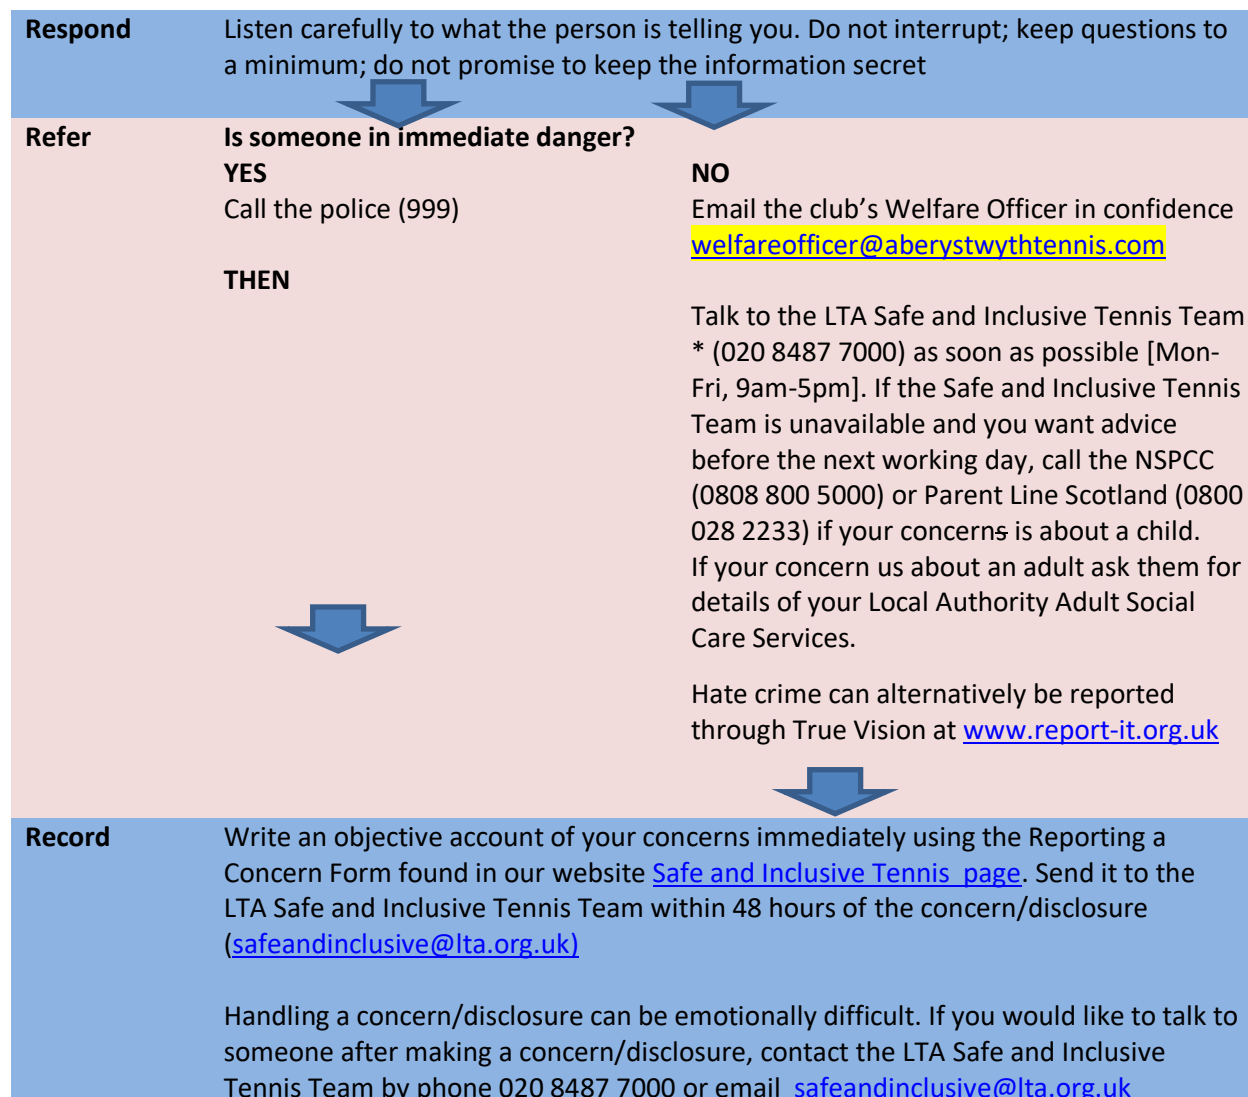 Respond
Listen carefully to what the person is telling you. Do not interrupt; keep questions to
a minimum; do not promise to keep the information secret
Refer
Is someone in immediate danger?
YES
Call the police (999)
THEN
NO
Email the club’s Welfare Officer in confidence
welfareofficer@aberystwythtennis.com
Talk to the LTA Safe and Inclusive Tennis Team
* (020 8487 7000) as soon as possible [Mon-
Fri, 9am-5pm]. If the Safe and Inclusive Tennis
Team is unavailable and you want advice
before the next working day, call the NSPCC
(0808 800 5000) or Parent Line Scotland (0800
028 2233) if your concerns is about a child.
If your concern us about an adult ask them for
details of your Local Authority Adult Social
Care Services.
Hate crime can alternatively be reported
through True Vision at www.report-it.org.uk
Record
Write an objective account of your concerns immediately using the Reporting a
Concern Form found in our website Safe and Inclusive Tennis  page. Send it to the
LTA Safe and Inclusive Tennis Team within 48 hours of the concern/disclosure
(safeandinclusive@lta.org.uk)
Handling a concern/disclosure can be emotionally difficult. If you would like to talk to
someone after making a concern/disclosure, contact the LTA Safe and Inclusive
Tennis Team by phone 020 8487 7000 or email  safeandinclusive@lta.org.uk